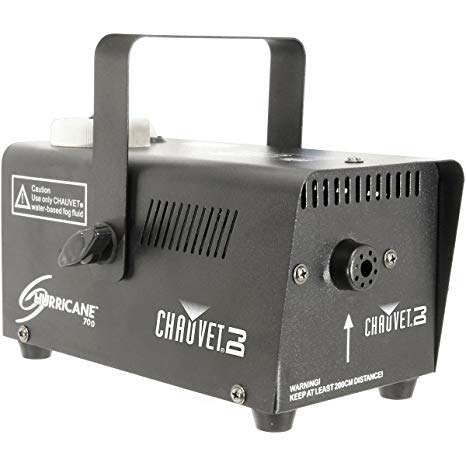 Caution
Use only CHAUVET®
water-based fog fluid
HURRICANE™
700
CHAUVET® DJ
CHAUVET® DJ
WARNING!
KEEP AT LEAST 200CM DISTANCE!